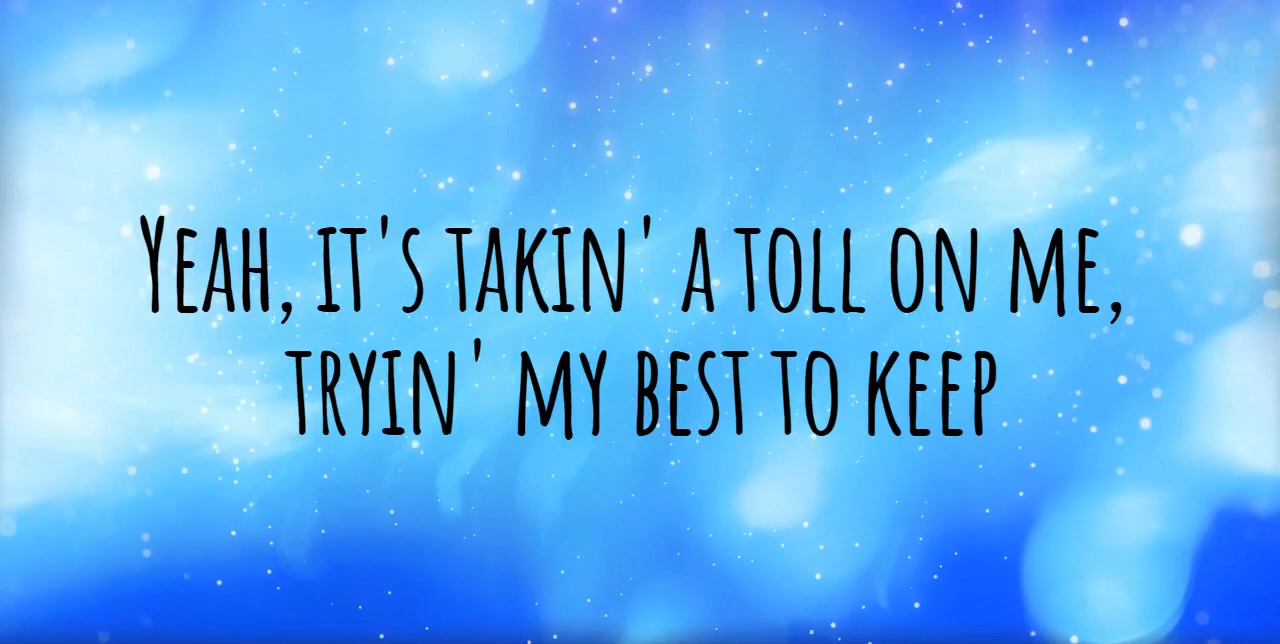 Yeah, it's takin' a toll on me,
tryin' my best to keep